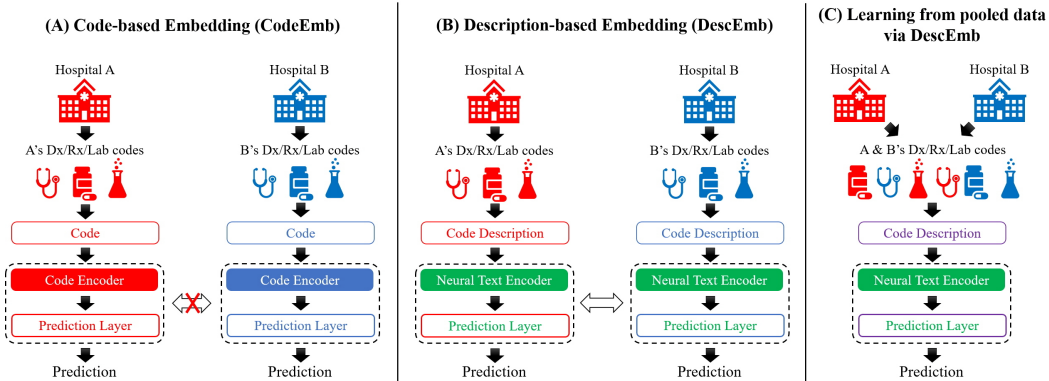 (A) Code-based Embedding (CodeEmb)
Hospital A
A's Dx/Rx/Lab codes
Code
Code Encoder
Prediction Layer
Prediction
Hospital B
B's Dx/Rx/Lab codes
Code
Code Encoder
Prediction Layer
Prediction
(B) Description-based Embedding (DescEmb)
Hospital A
A's Dx/Rx/Lab codes
Code Description
Neural Text Encoder
Prediction Layer
Prediction
Hospital B
B's Dx/Rx/Lab codes
Code Description
Neural Text Encoder
Prediction Layer
Prediction
(C) Learning from pooled data
via DescEmb
Hospital A
Hospital B
A & B's Dx/Rx/Lab codes
Code Description
Neural Text Encoder
Prediction Layer
Prediction